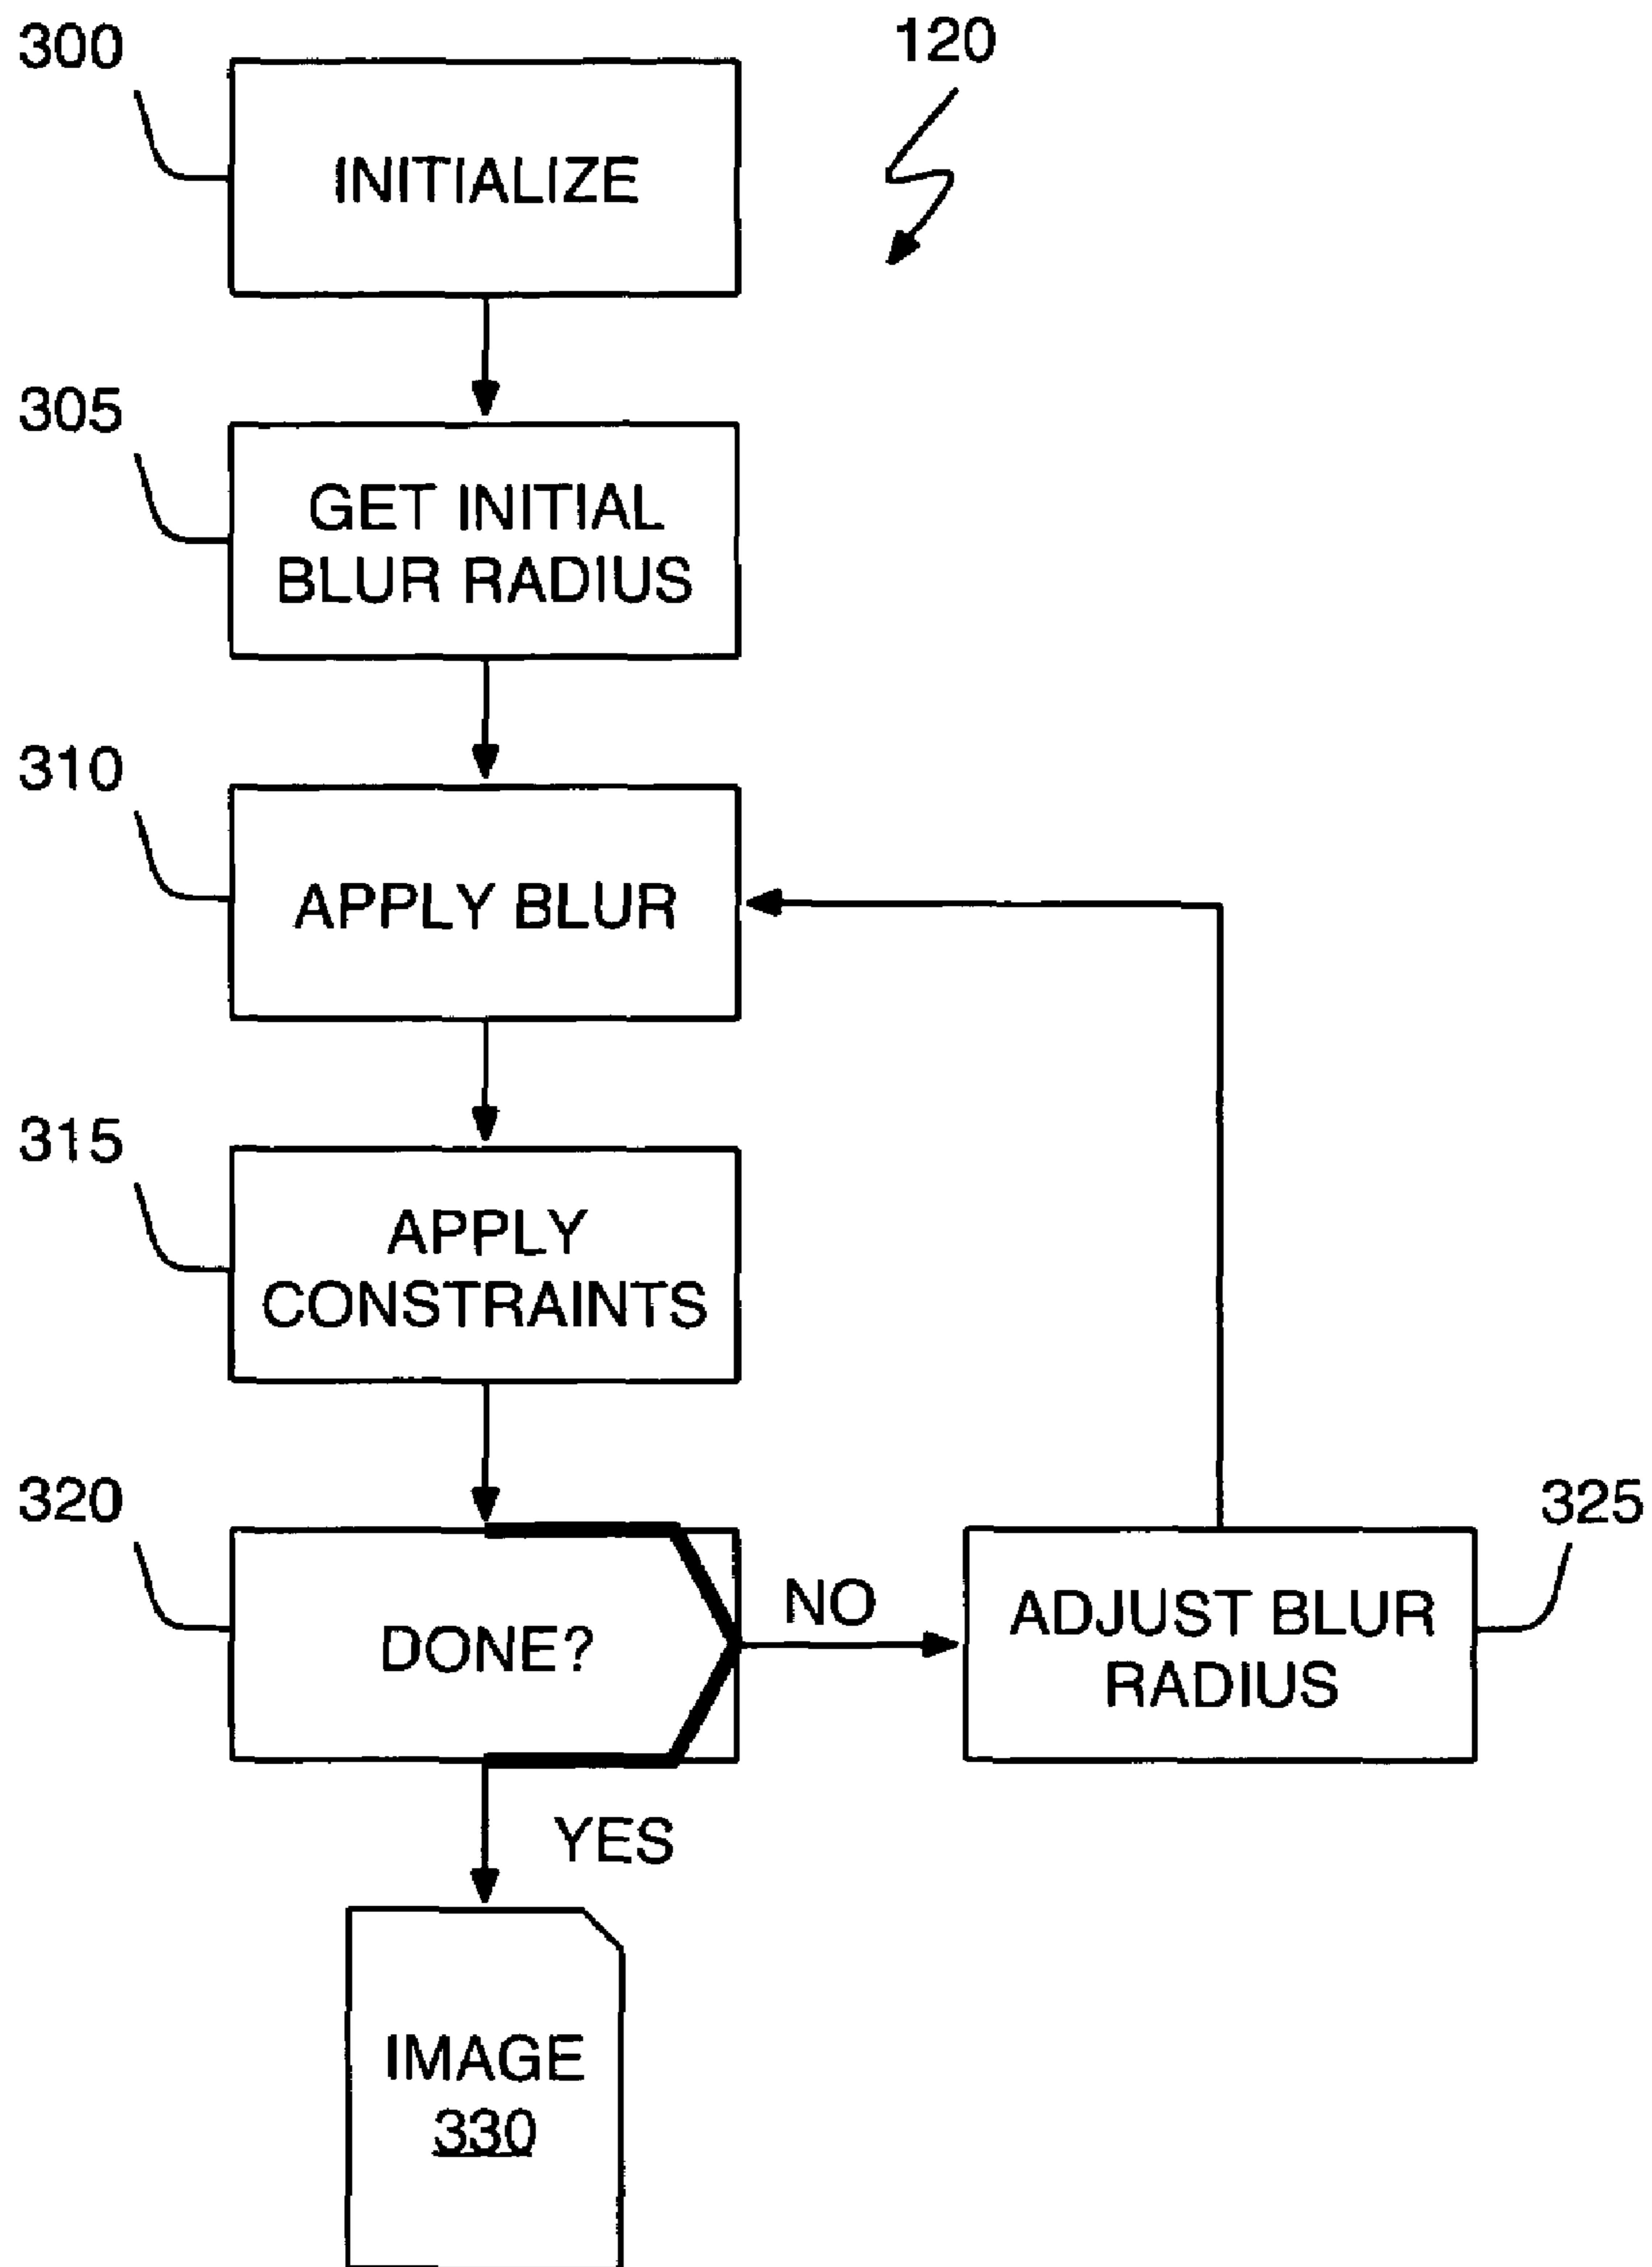 300
120
INITIALIZE
305
GET INITIAL
BLUR RADIUS
310
APPLY BLUR
315
APPLY
CONSTRAINTS
320
325
DONE?
NO
ADJUST BLUR
RADIUS
YES
IMAGE
330